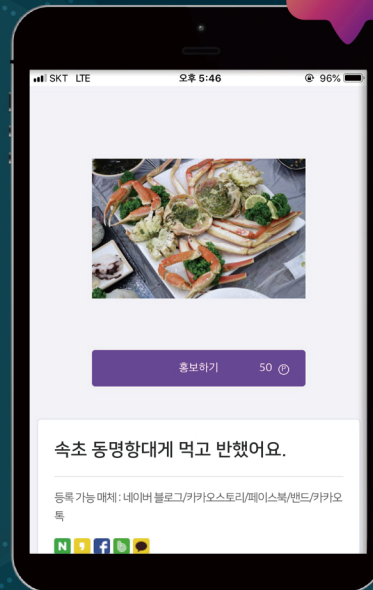 SKT LTE 오후 5:46 96%
홍보하기 50 P
속초 동명항대게 먹고 반했어요.
등록 가능 매체 : 네이버 블로그/카카오스토리/페이스북/밴드/카카오
톡
N f b